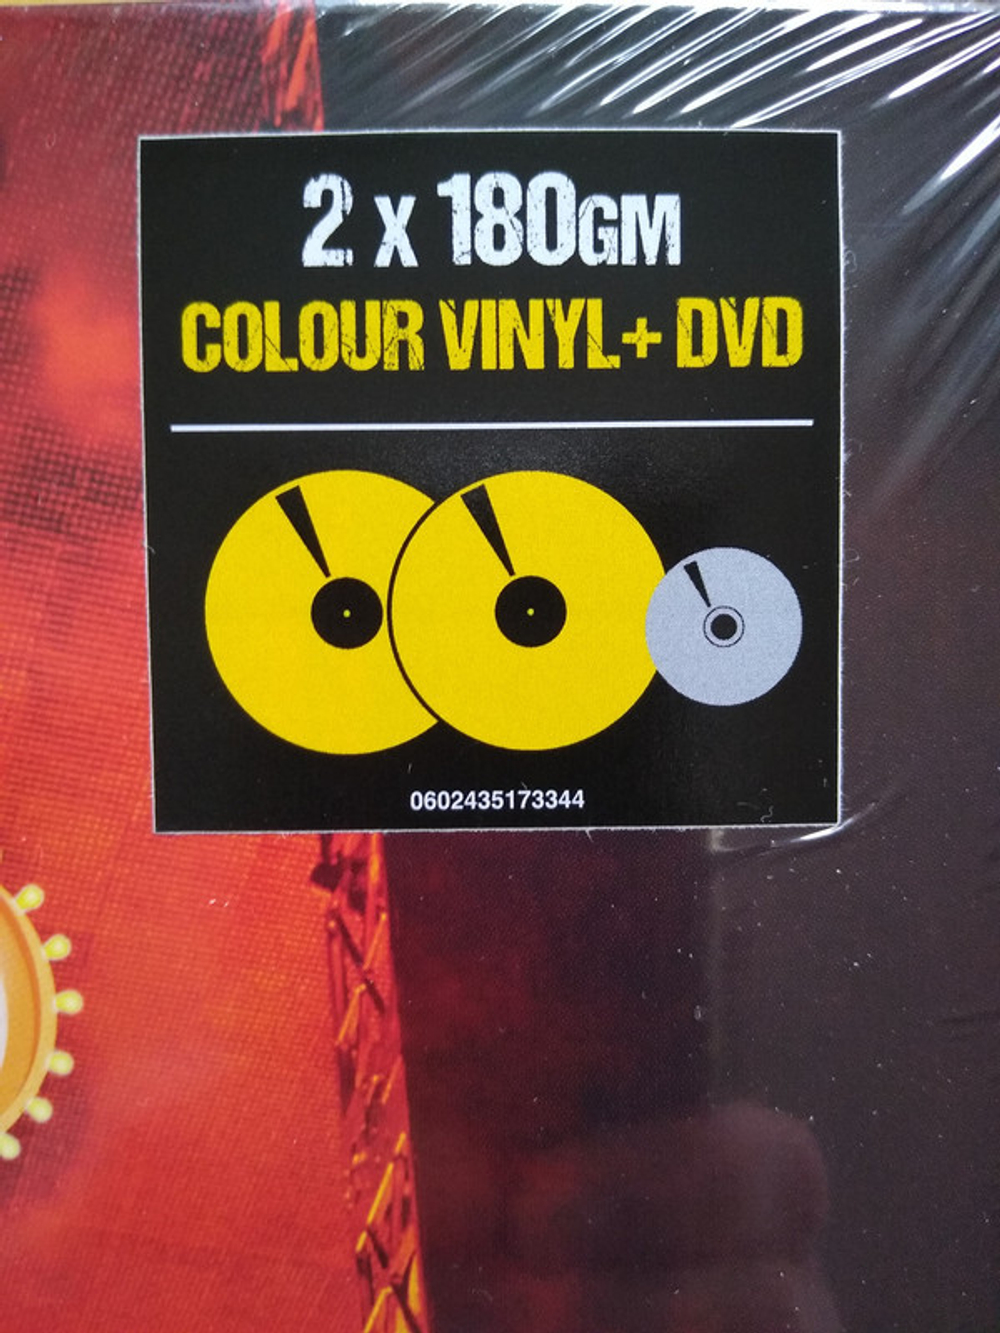 2 X 180GM
COLOUR VINYL + DVD
0602435173344